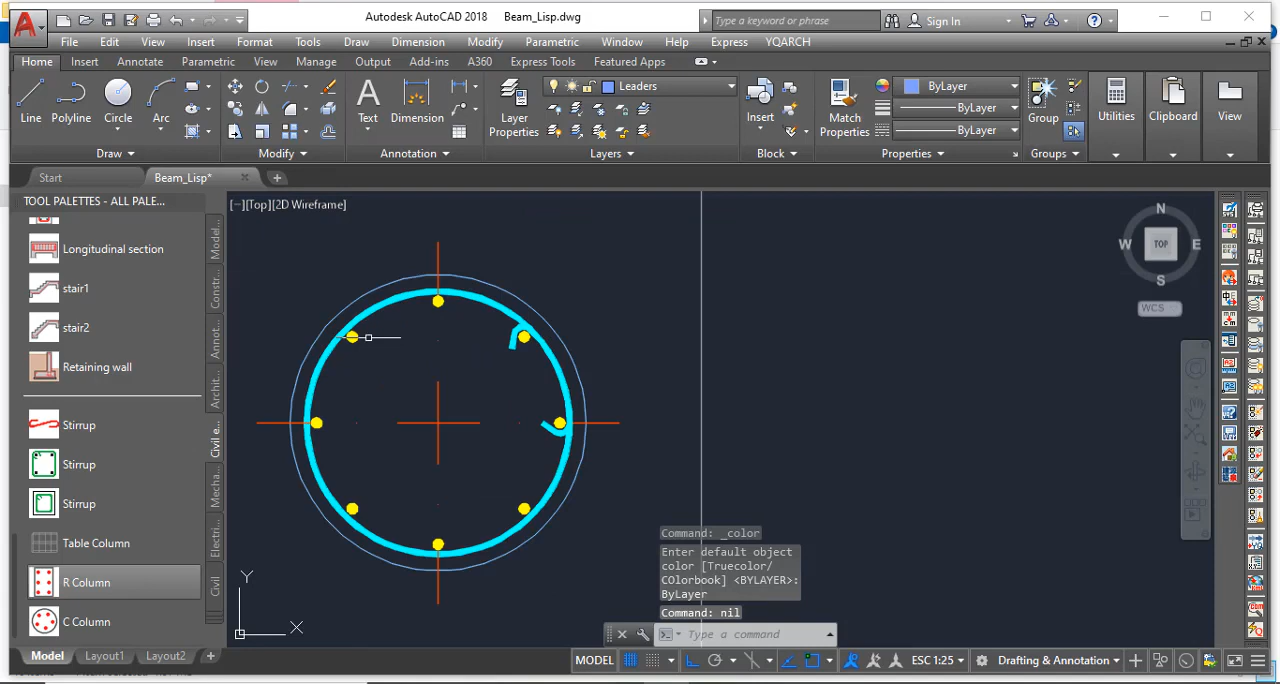 Autodesk AutoCAD 2018 Beam_Lisp.dwg
Type a keyword or phrase
Sign In
File Edit View Insert Format Tools Draw Dimension Modify Parametric Window Help Express YQARCH
Home Insert Annotate Parametric View Manage Output Add-ins A360 Express Tools Featured Apps
Line Polyline Circle Arc
Draw
Modify
Text Dimension
Annotation
Layer
Properties
Leaders
Layers
Insert
Block
Match
Properties
ByLayer
ByLayer
ByLayer
Properties
Group
Groups
Utilities
Clipboard
View
Start
Beam_Lisp*
TOOL PALETTES - ALL PALE...
Longitudinal section
stair1
stair2
Retaining wall
Stirrup
Stirrup
Stirrup
Table Column
R Column
C Column
Model...
Constr...
Annot...
Archit...
Civil e...
Mecha...
Electri...
Civil
[−][Top][2D Wireframe]
N
W TOP E
S
WCS
Y
X
Command: _color
Enter default object
color [Truecolor/
COlorbook] <BYLAYER>:
ByLayer
Command: nil
Type a command
Model Layout1 Layout2
MODEL
ESC 1:25
Drafting & Annotation